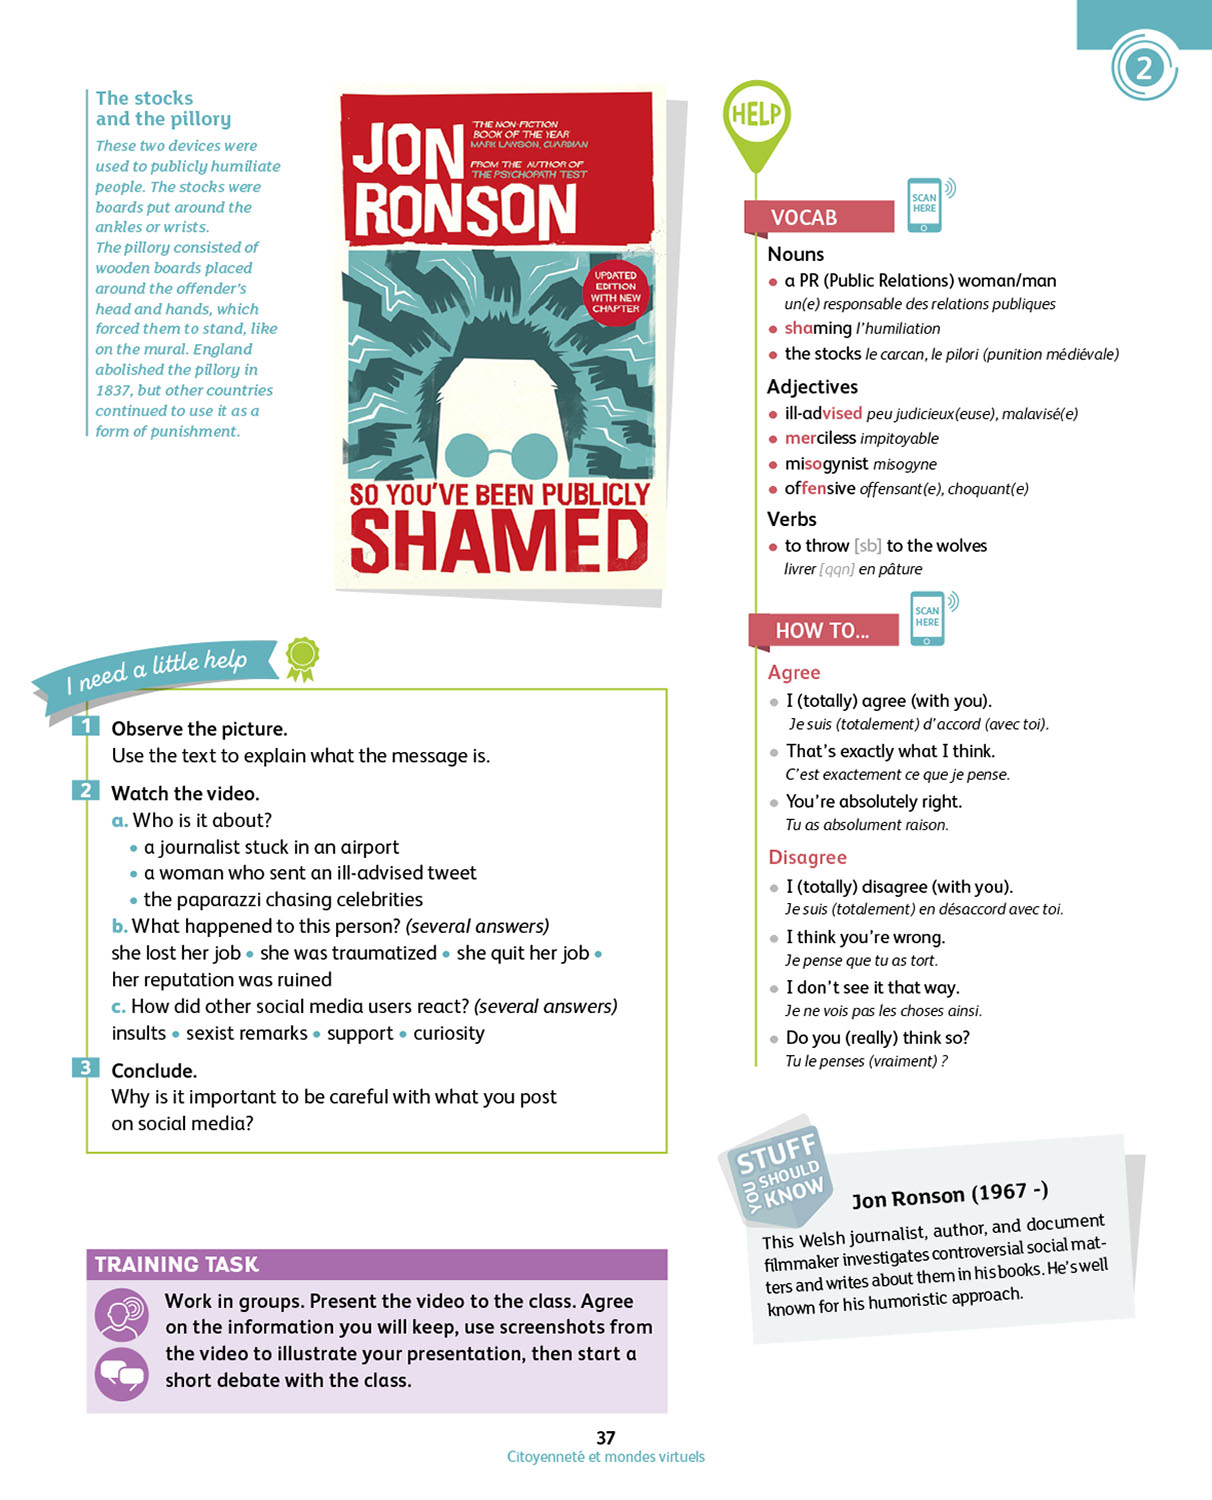 2
The stocks
and the pillory
These two devices were
used to publicly humiliate
people. The stocks were
boards put around the
ankles or wrists.
The pillory consisted of
wooden boards placed
around the offender's
head and hands, which
forced them to stand, like
on the mural. England
abolished the pillory in
1837, but other countries
continued to use it as a
form of punishment.
JON
RONSON
'THE NON-FICTION
BOOK OF THE YEAR'
MARK LAWSON, GUARDIAN
FROM THE AUTHOR OF
THE PSYCHOPATH TEST
UPDATED
EDITION
WITH NEW
CHAPTER
SO YOU'VE BEEN PUBLICLY
SHAMED
I need a little help
1 Observe the picture.
Use the text to explain what the message is.
2 Watch the video.
a. Who is it about?
• a journalist stuck in an airport
• a woman who sent an ill-advised tweet
• the paparazzi chasing celebrities
b. What happened to this person? (several answers)
she lost her job • she was traumatized • she quit her job •
her reputation was ruined
c. How did other social media users react? (several answers)
insults • sexist remarks • support • curiosity
3 Conclude.
Why is it important to be careful with what you post
on social media?
TRAINING TASK
Work in groups. Present the video to the class. Agree
on the information you will keep, use screenshots from
the video to illustrate your presentation, then start a
short debate with the class.
HELP
VOCAB
SCAN
HERE
Nouns
• a PR (Public Relations) woman/man
un(e) responsable des relations publiques
• shaming l'humiliation
• the stocks le carcan, le pilori (punition médiévale)
Adjectives
• ill-advised peu judicieux(euse), malavisé(e)
• merciless impitoyable
• misogynist misogyne
• offensive offensant(e), choquant(e)
Verbs
• to throw [sb] to the wolves
livrer [qqn] en pâture
HOW TO...
SCAN
HERE
Agree
• I (totally) agree (with you).
Je suis (totalement) d'accord (avec toi).
• That's exactly what I think.
C'est exactement ce que je pense.
• You're absolutely right.
Tu as absolument raison.
Disagree
• I (totally) disagree (with you).
Je suis (totalement) en désaccord avec toi.
• I think you're wrong.
Je pense que tu as tort.
• I don't see it that way.
Je ne vois pas les choses ainsi.
• Do you (really) think so?
Tu le penses (vraiment) ?
STUFF
YOU SHOULD
KNOW
Jon Ronson (1967 -)
This Welsh journalist, author, and document
filmmaker investigates controversial social mat-
ters and writes about them in his books. He's well
known for his humoristic approach.
37
Citoyenneté et mondes virtuels